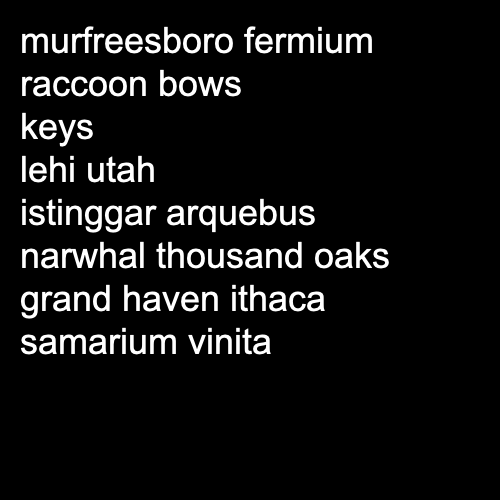 murfreesboro fermium
raccoon bows
keys
lehi utah
istinggar arquebus
narwhal thousand oaks
grand haven ithaca
samarium vinita